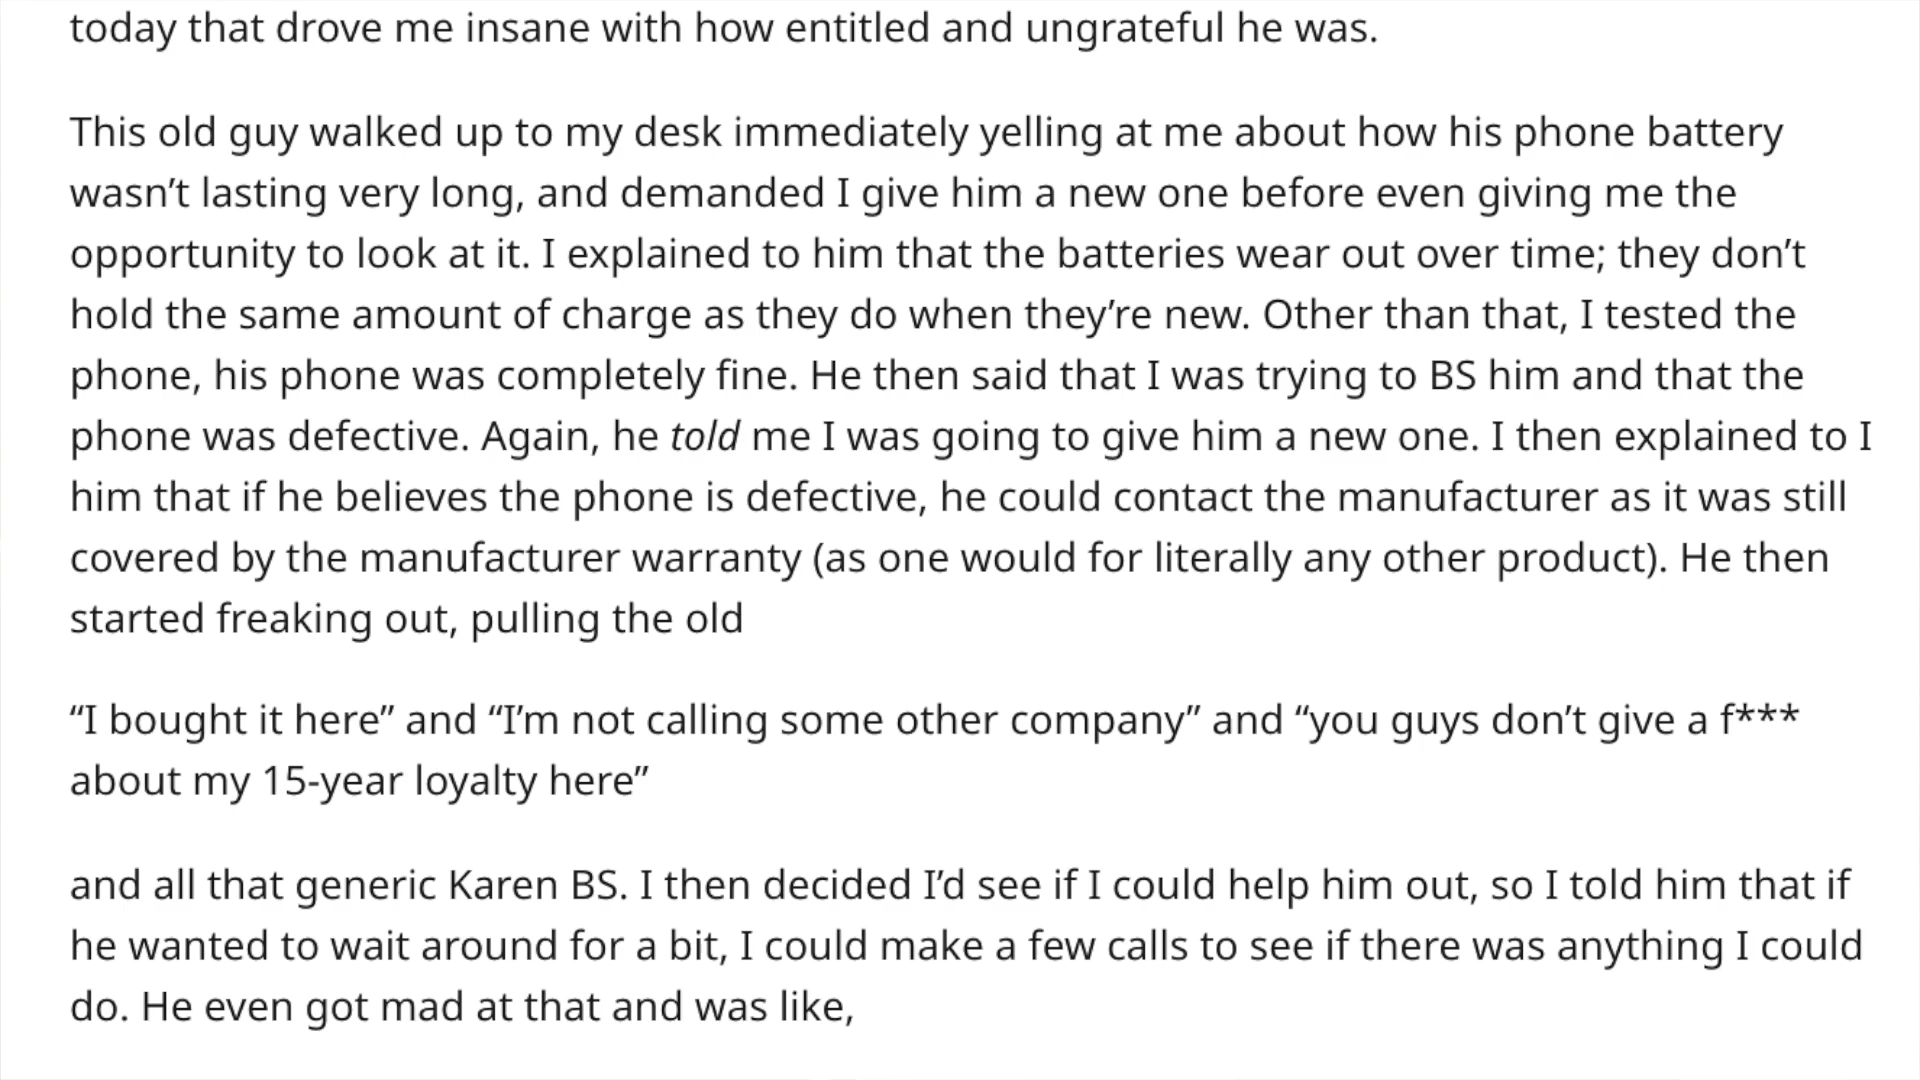 today that drove me insane with how entitled and ungrateful he was.
This old guy walked up to my desk immediately yelling at me about how his phone battery
wasn’t lasting very long, and demanded I give him a new one before even giving me the
opportunity to look at it. I explained to him that the batteries wear out over time; they don’t
hold the same amount of charge as they do when they’re new. Other than that, I tested the
phone, his phone was completely fine. He then said that I was trying to BS him and that the
phone was defective. Again, he told me I was going to give him a new one. I then explained to I
him that if he believes the phone is defective, he could contact the manufacturer as it was still
covered by the manufacturer warranty (as one would for literally any other product). He then
started freaking out, pulling the old
“I bought it here” and “I’m not calling some other company” and “you guys don’t give a f***
about my 15-year loyalty here”
and all that generic Karen BS. I then decided I’d see if I could help him out, so I told him that if
he wanted to wait around for a bit, I could make a few calls to see if there was anything I could
do. He even got mad at that and was like,